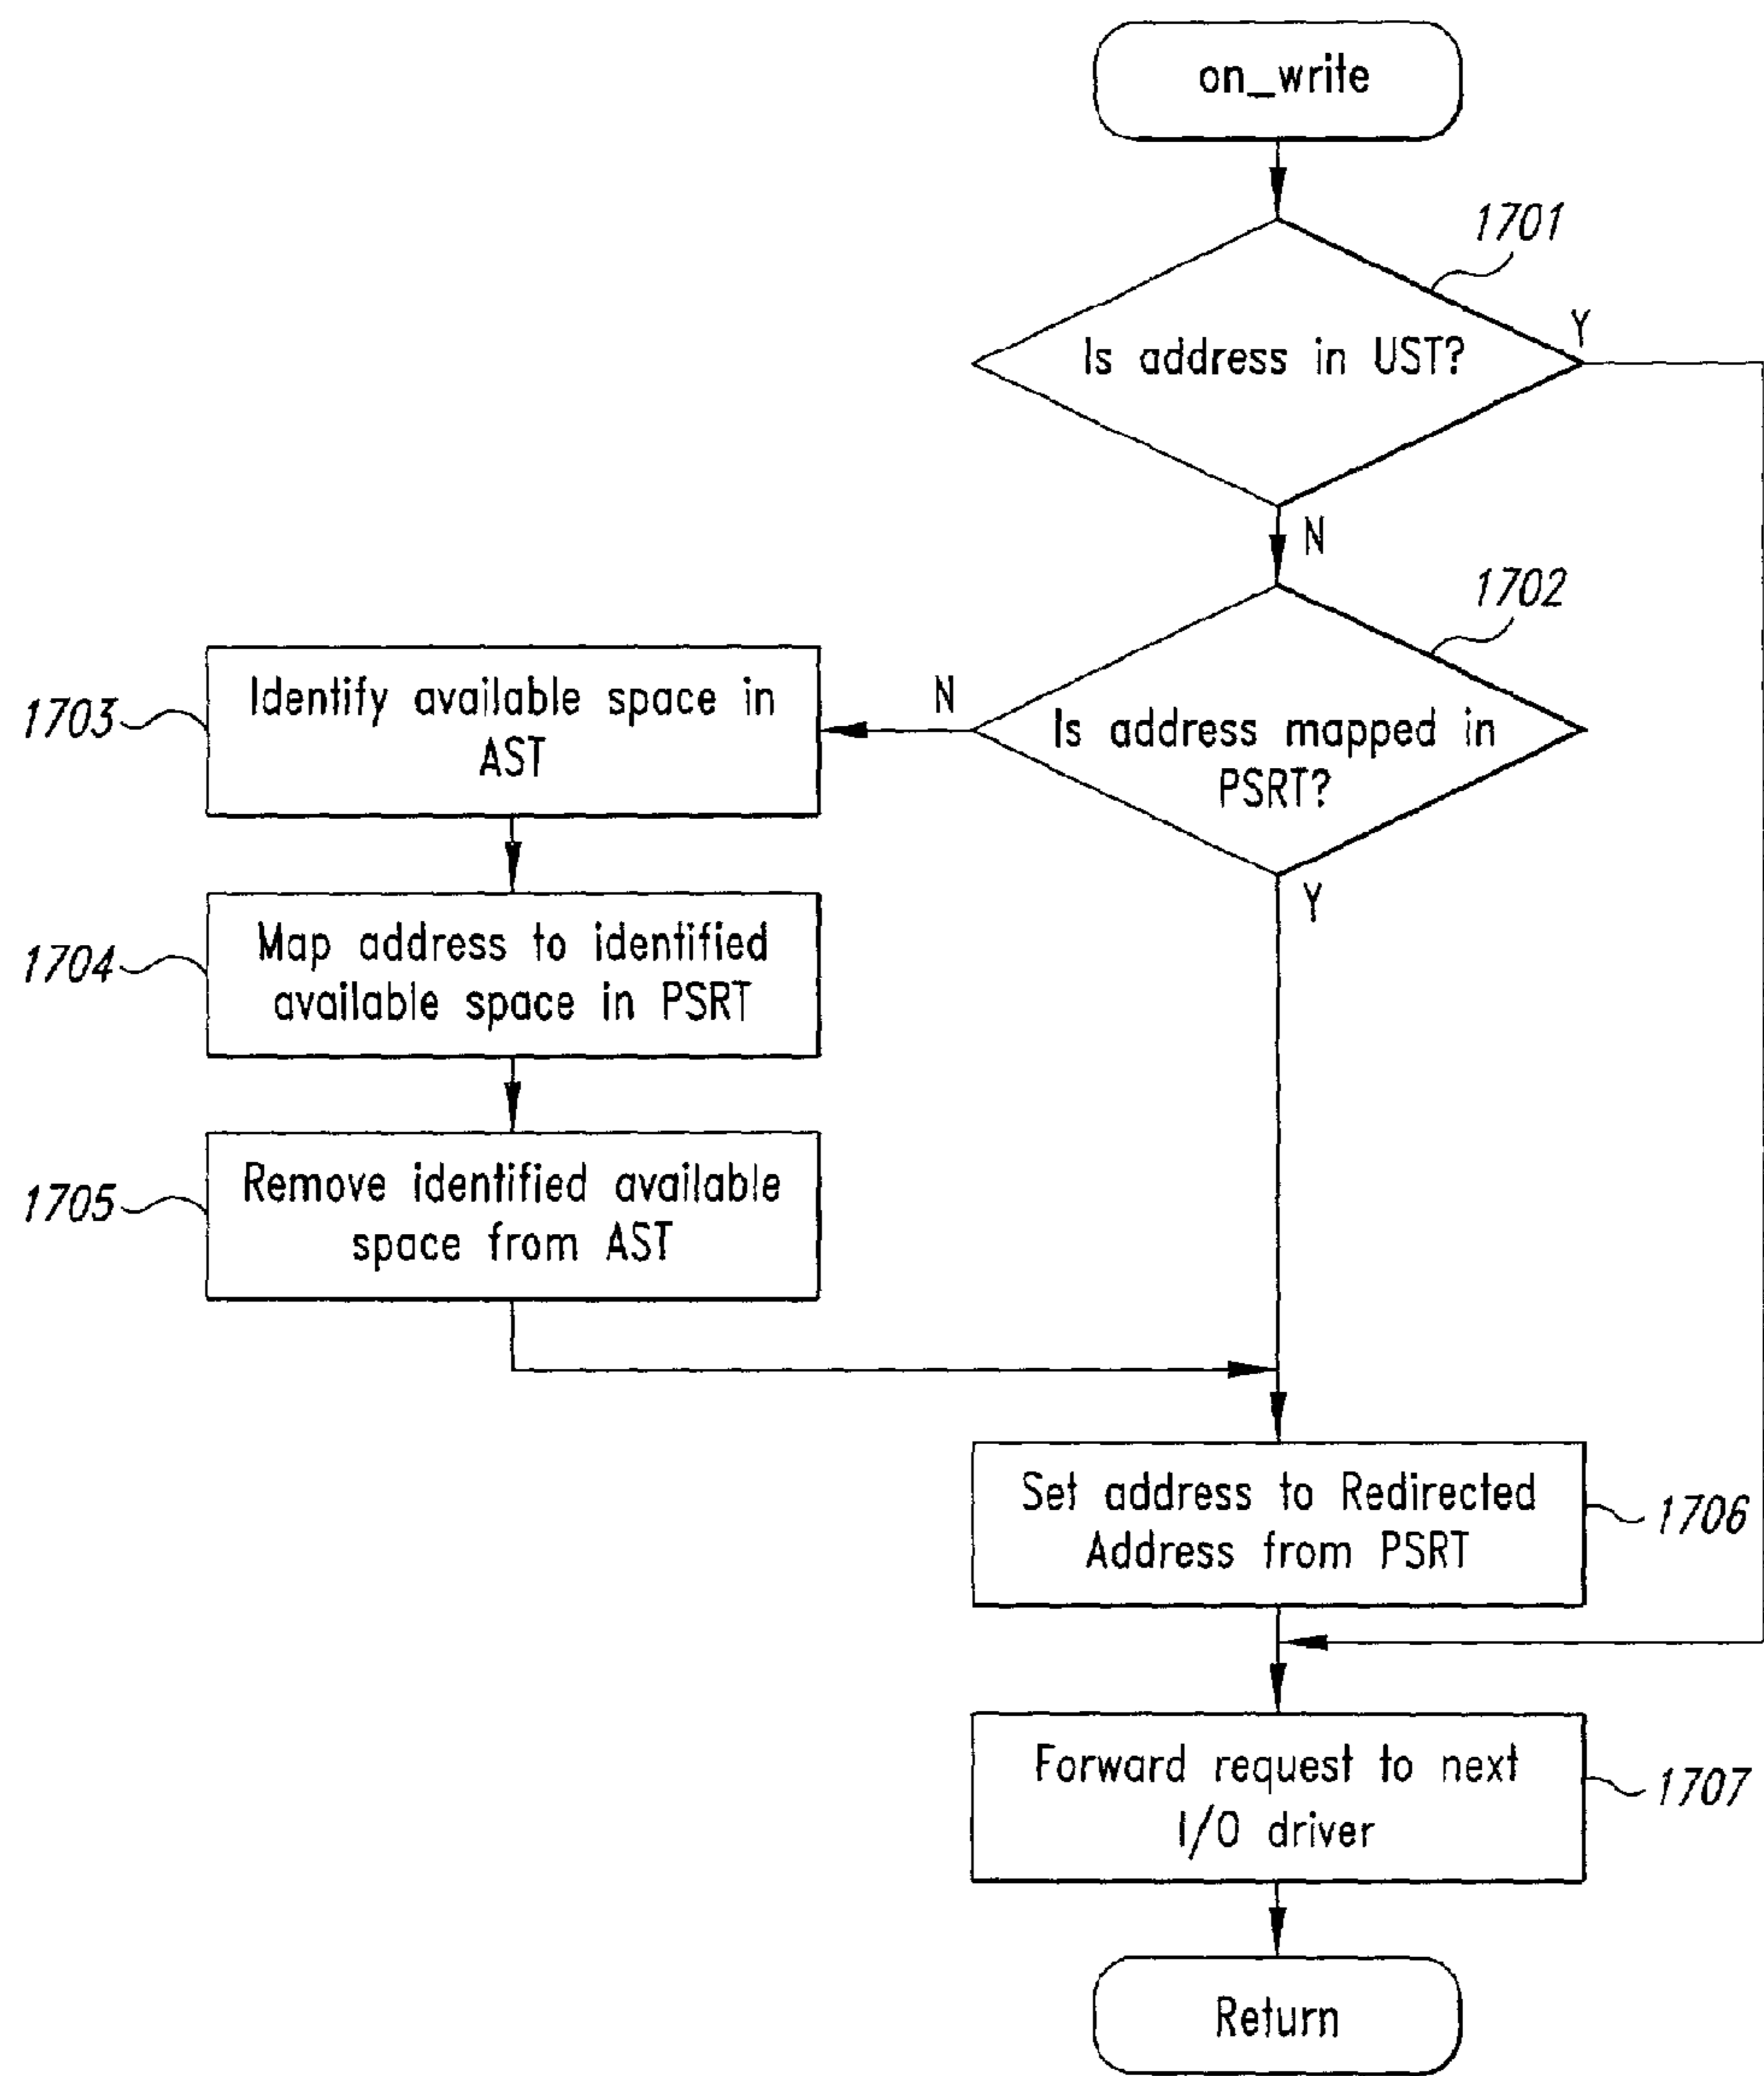 on_write
1701
Is address in UST?
Y
N
1702
Is address mapped in
PSRT?
N
Y
1703
Identify available space in
AST
1704
Map address to identified
available space in PSRT
1705
Remove identified available
space from AST
Set address to Redirected
Address from PSRT
1706
Forward request to next
I/O driver
1707
Return